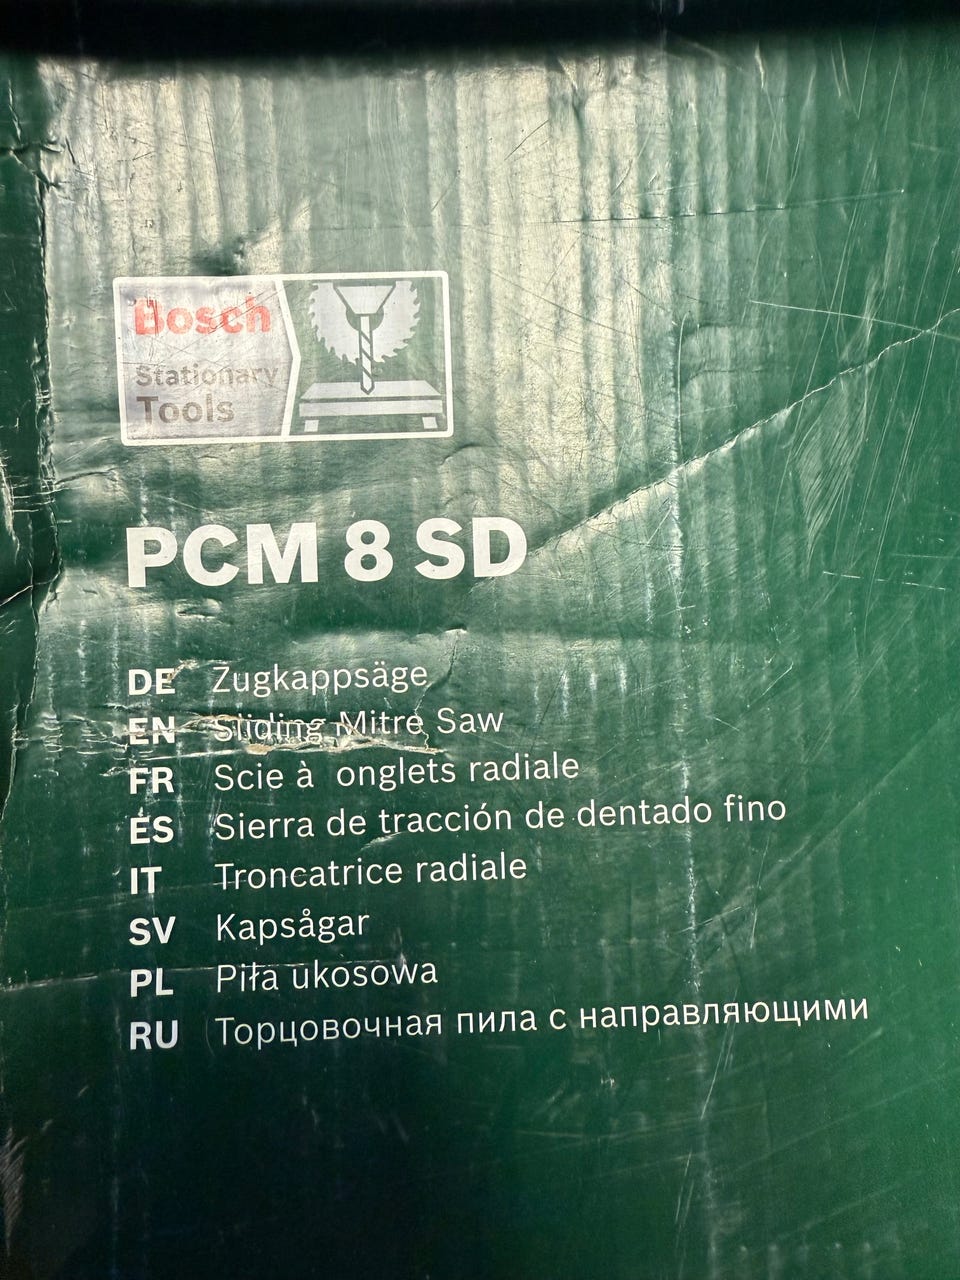 Bosch
Stationary
Tools
PCM 8 SD
DE Zugkappsäge
EN Sliding Mitre Saw
FR Scie à onglets radiale
ES Sierra de tracción de dentado fino
IT Troncatrice radiale
SV Kapsågar
PL Piła ukosowa
RU Торцовочная пила с направляющими